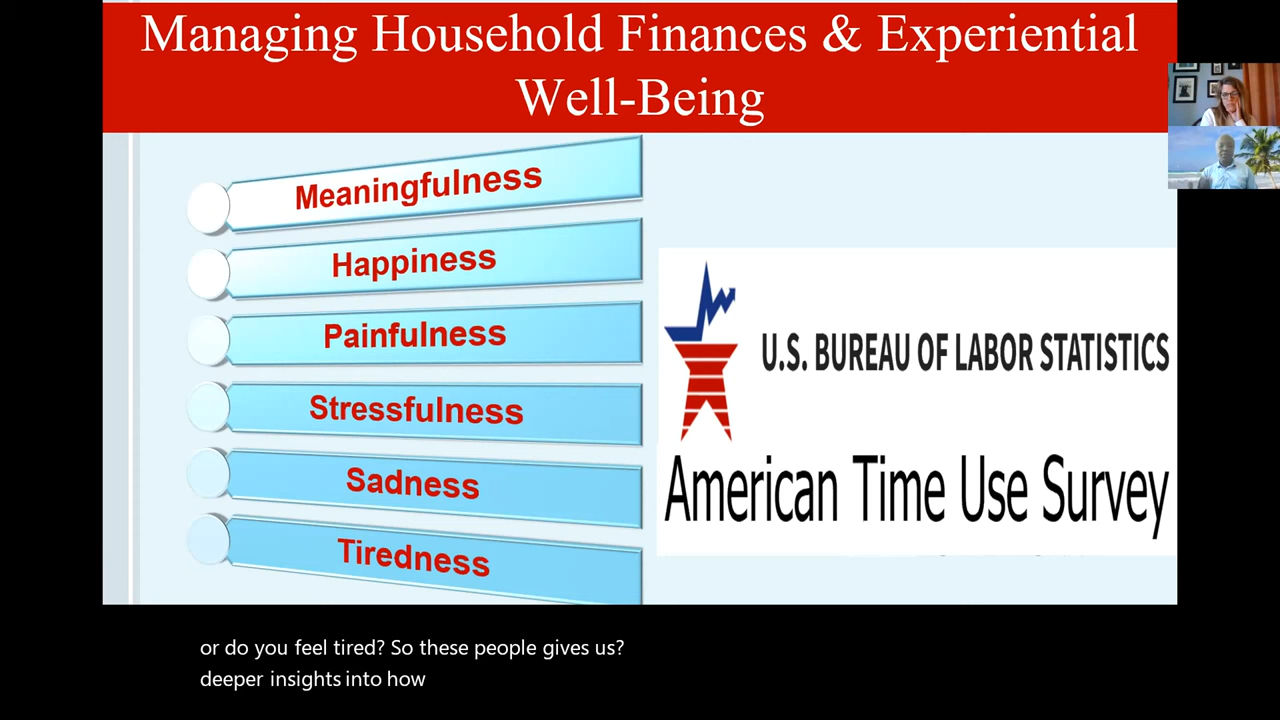 Managing Household Finances & Experiential
Well-Being
Meaningfulness
Happiness
Painfulness
Stressfulness
Sadness
Tiredness
U.S. BUREAU OF LABOR STATISTICS
American Time Use Survey
or do you feel tired? So these people gives us?
deeper insights into how